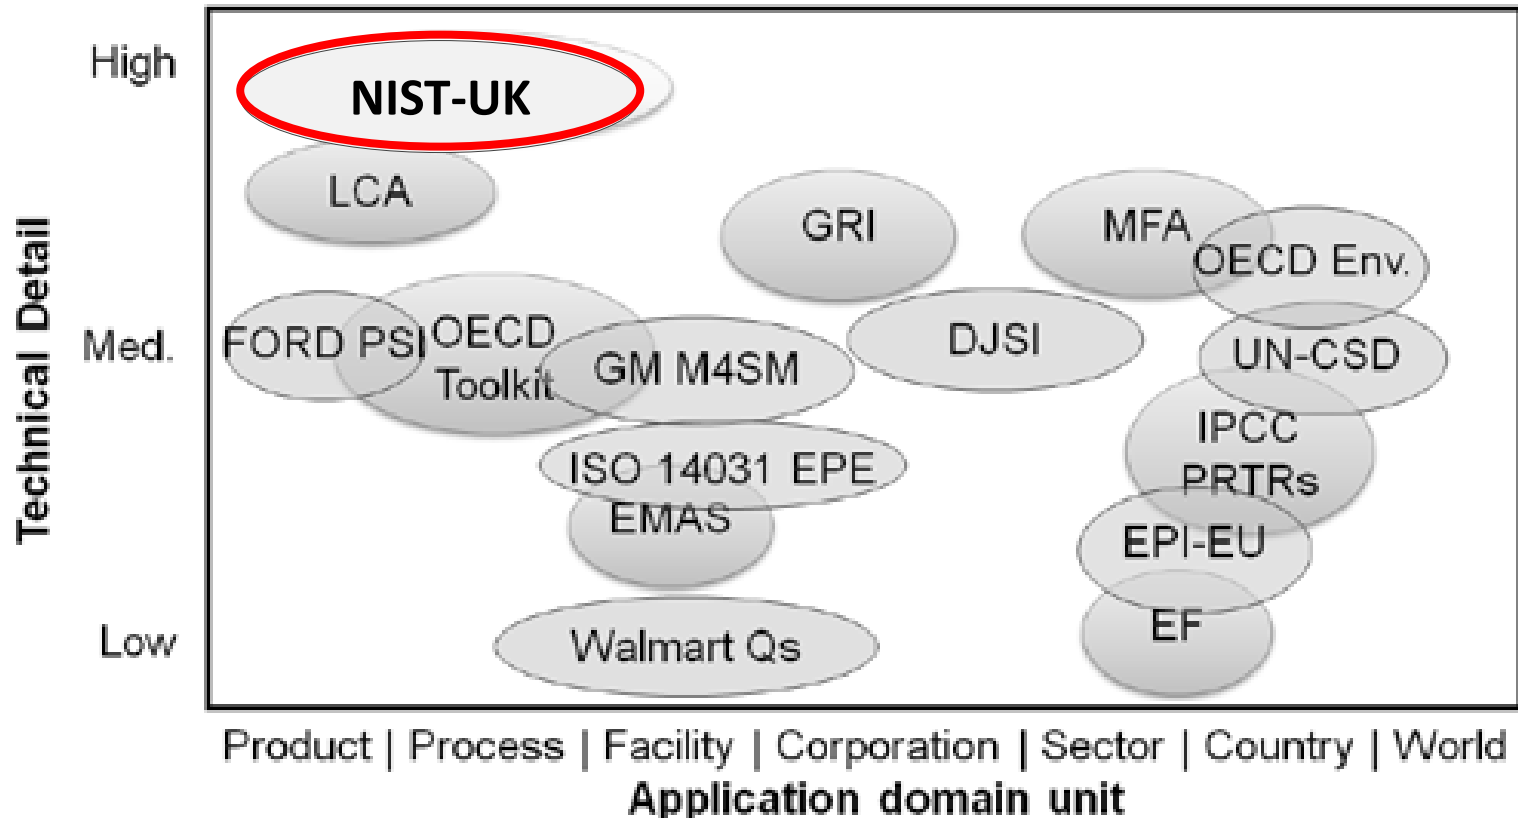 High
NIST-UK
LCA
GRI
MFA
OECD Env.
Technical Detail
Med.
FORD PSI
OECD
Toolkit
GM M4SM
DJSI
UN-CSD
IPCC
PRTRs
ISO 14031 EPE
EMAS
EPI-EU
EF
Low
Walmart Qs
Product | Process | Facility | Corporation | Sector | Country | World
Application domain unit